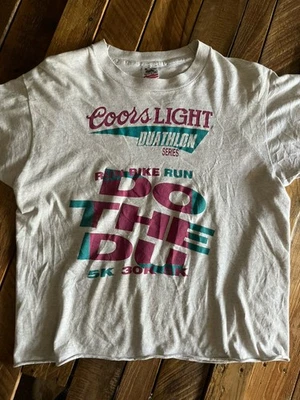 Coors LIGHT
DUATHLON
SERIES
RUN BIKE RUN
DO
THE
DU
5K 30K 5K